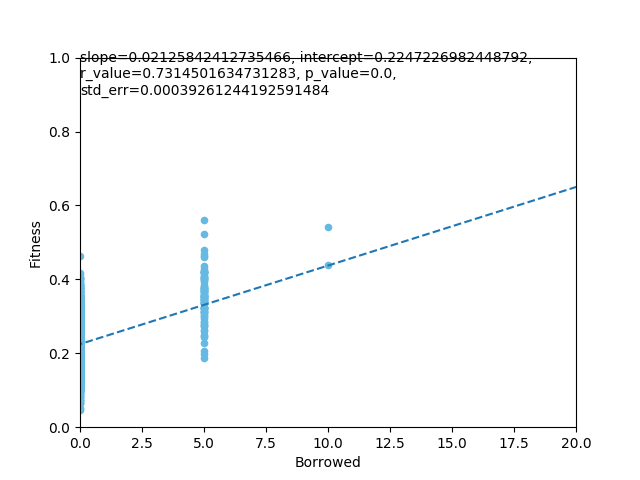 slope=0.02125842412735466, intercept=0.2247226982448792,
r_value=0.7314501634731283, p_value=0.0,
std_err=0.00039261244192591484
1.0
0.8
0.6
0.4
0.2
0.0
Fitness
0.0 2.5 5.0 7.5 10.0 12.5 15.0 17.5 20.0
Borrowed